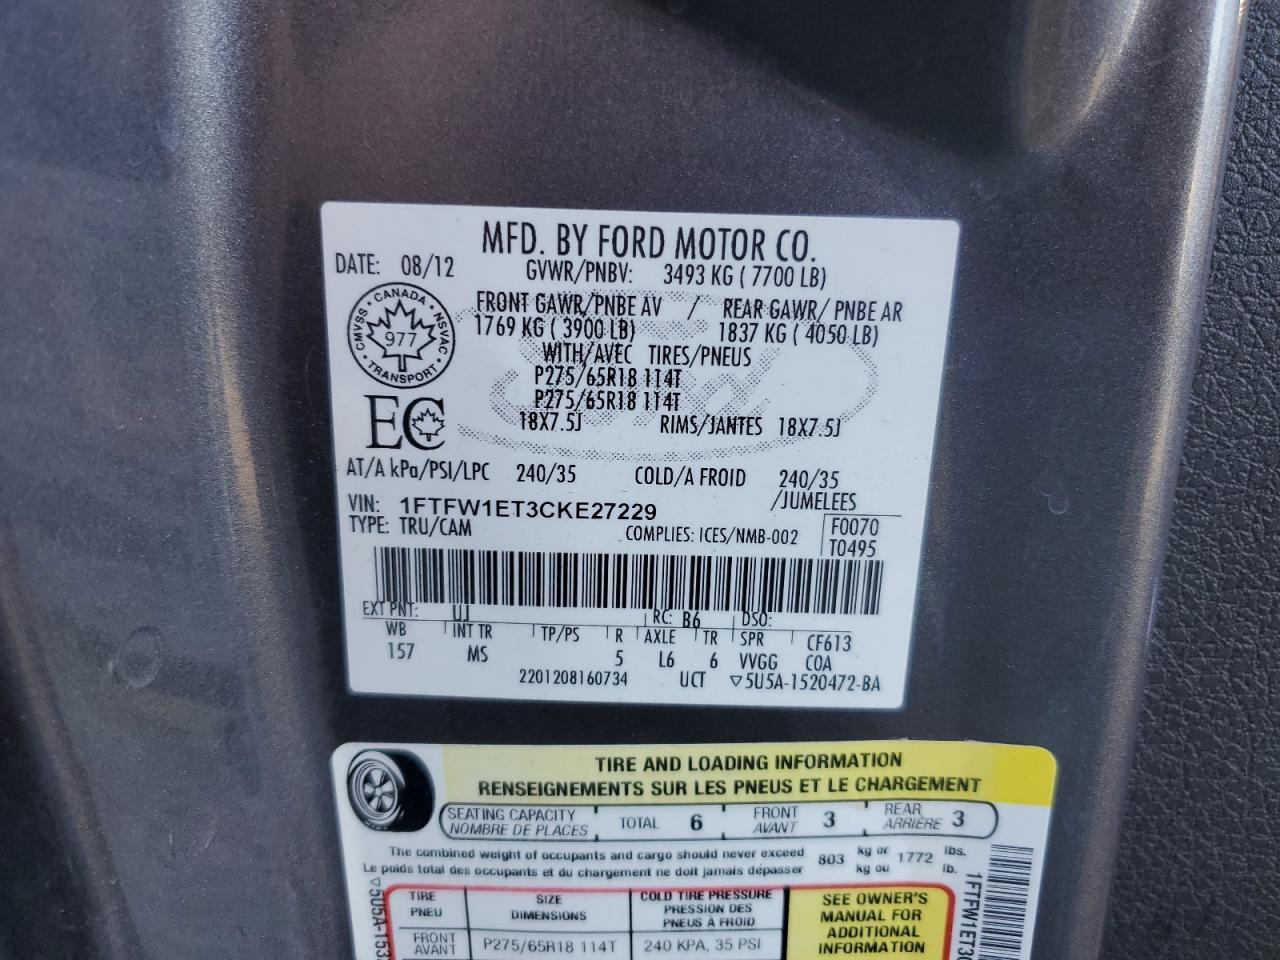 MFD. BY FORD MOTOR CO.
DATE: 08/12 GVWR/PNBV: 3493 KG ( 7700 LB)
FRONT GAWR/PNBE AV / REAR GAWR/ PNBE AR
1769 KG ( 3900 LB) 1837 KG ( 4050 LB)
WITH/AVEC TIRES/PNEUS
P275/65R18 114T
P275/65R18 114T
18X7.5J RIMS/JANTES 18X7.5J
CMVSS • CANADA • NSVAC
977
• TRANSPORT •
EC
AT/A kPa/PSI/LPC 240/35 COLD/A FROID 240/35
/JUMELEES
VIN: 1FTFW1ET3CKE27229
TYPE: TRU/CAM COMPLIES: ICES/NMB-002
F0070
T0495
EXT PNT: UJ RC: B6 DSO:
WB INT TR TP/PS R AXLE TR SPR CF613
157 MS 5 L6 6 VVGG COA
2201208160734 UCT ▽5U5A-1520472-BA
TIRE AND LOADING INFORMATION
RENSEIGNEMENTS SUR LES PNEUS ET LE CHARGEMENT
SEATING CAPACITY
NOMBRE DE PLACES
TOTAL 6
FRONT
AVANT
3
REAR
ARRIÈRE
3
The combined weight of occupants and cargo should never exceed 803 kg or 1772 lbs.
Le poids total des occupants et du chargement ne doit jamais dépasser kg ou lb.
TIRE
PNEU
SIZE
DIMENSIONS
COLD TIRE PRESSURE
PRESSION DES
PNEUS À FROID
FRONT
AVANT
P275/65R18 114T
240 KPA, 35 PSI
SEE OWNER'S
MANUAL FOR
ADDITIONAL
INFORMATION
▽5U5A-153
1FTFW1ET3C